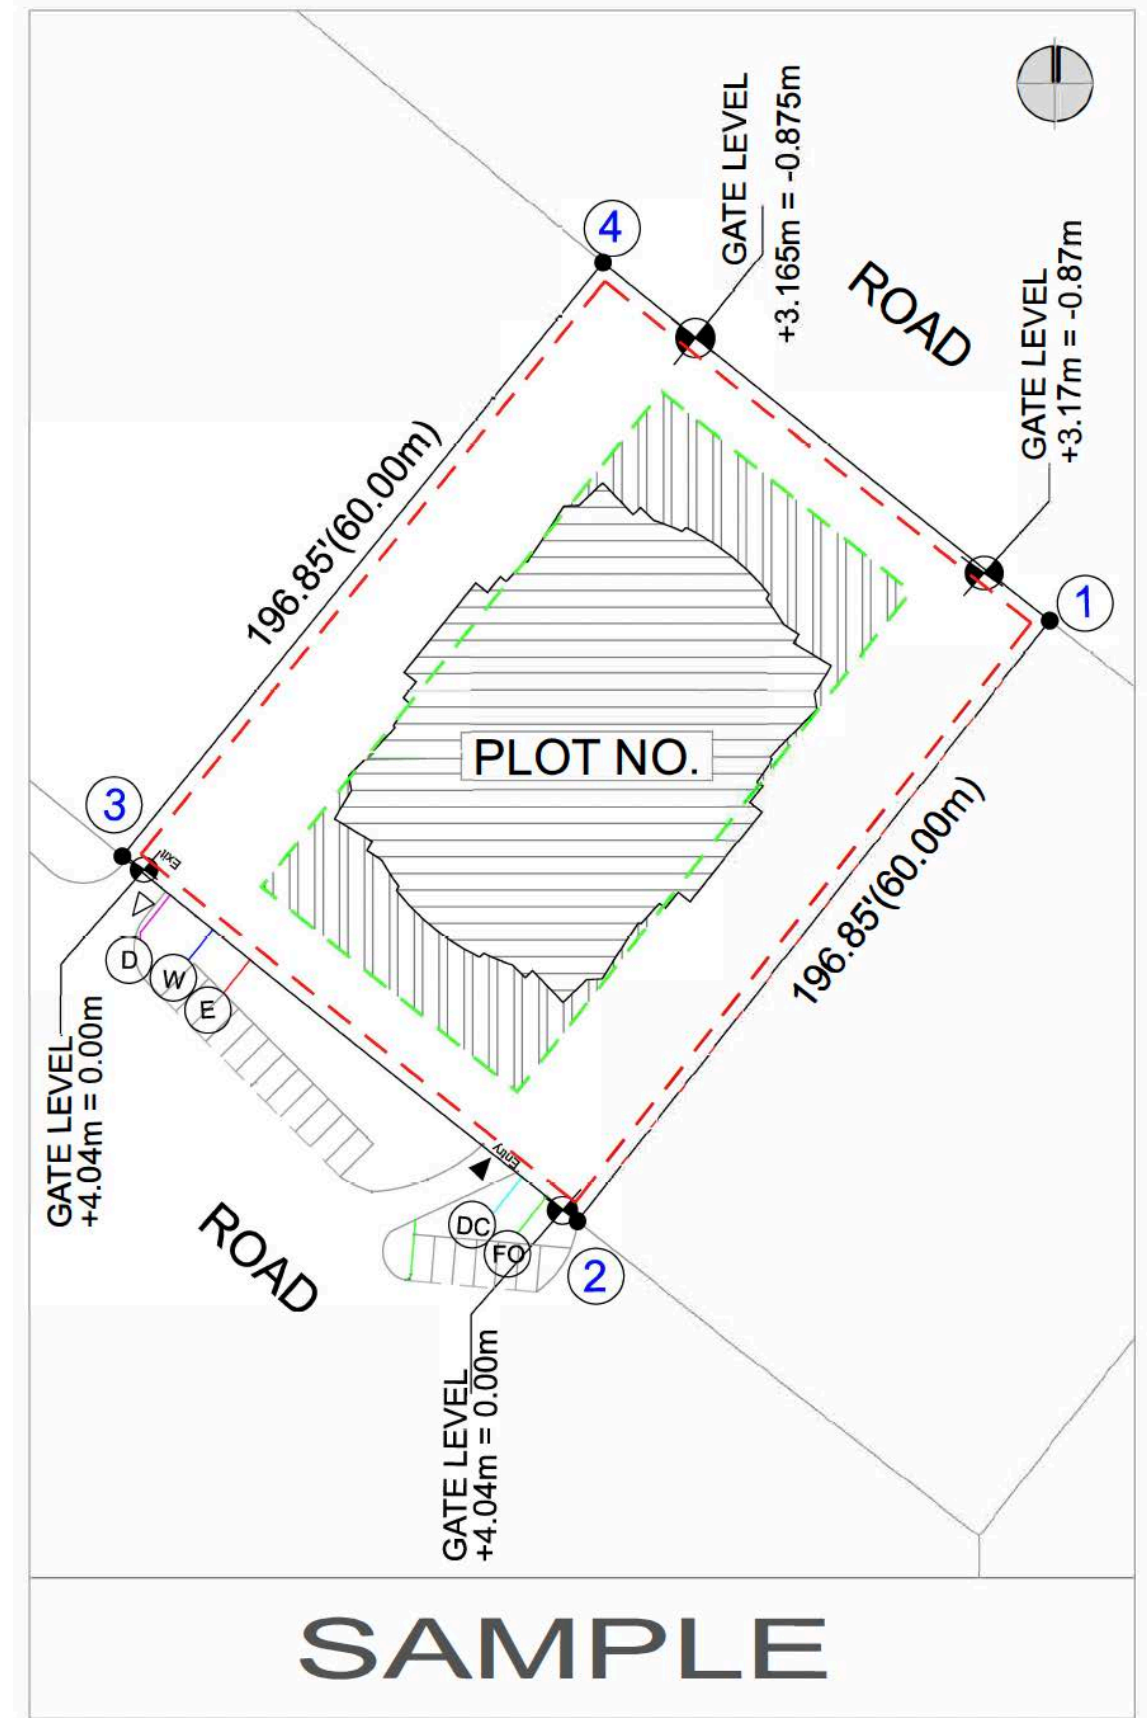 GATE LEVEL
+3.165m = -0.875m
4
ROAD
GATE LEVEL
+3.17m = -0.87m
196.85'(60.00m)
1
PLOT NO.
3
Exit
196.85'(60.00m)
D
W
E
GATE LEVEL
+4.04m = 0.00m
Entry
ROAD
DC
FO
2
GATE LEVEL
+4.04m = 0.00m
SAMPLE